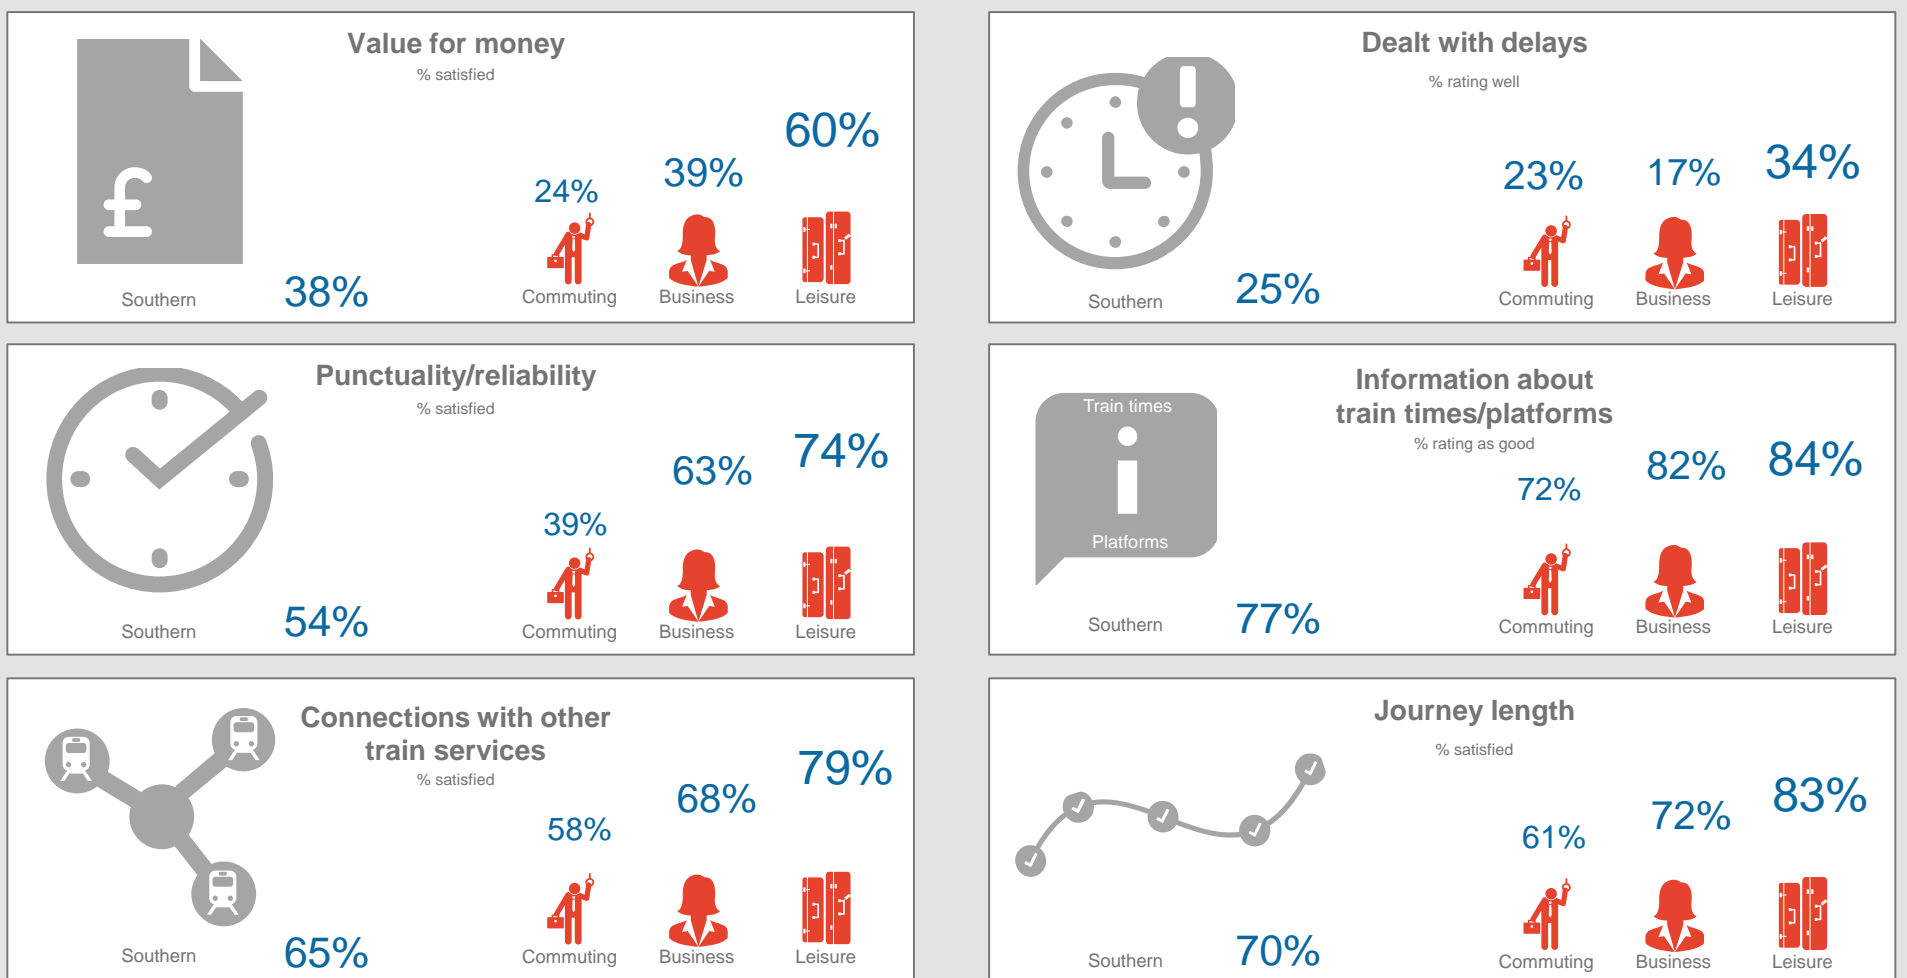 Value for money
% satisfied
£
24%
39%
60%
Southern
38%
Commuting
Business
Leisure
Dealt with delays
% rating well
!
23%
17%
34%
Southern
25%
Commuting
Business
Leisure
Punctuality/reliability
% satisfied
39%
63%
74%
Southern
54%
Commuting
Business
Leisure
Information about
train times/platforms
% rating as good
Train times
i
Platforms
72%
82%
84%
Southern
77%
Commuting
Business
Leisure
Connections with other
train services
% satisfied
58%
68%
79%
Southern
65%
Commuting
Business
Leisure
Journey length
% satisfied
61%
72%
83%
Southern
70%
Commuting
Business
Leisure